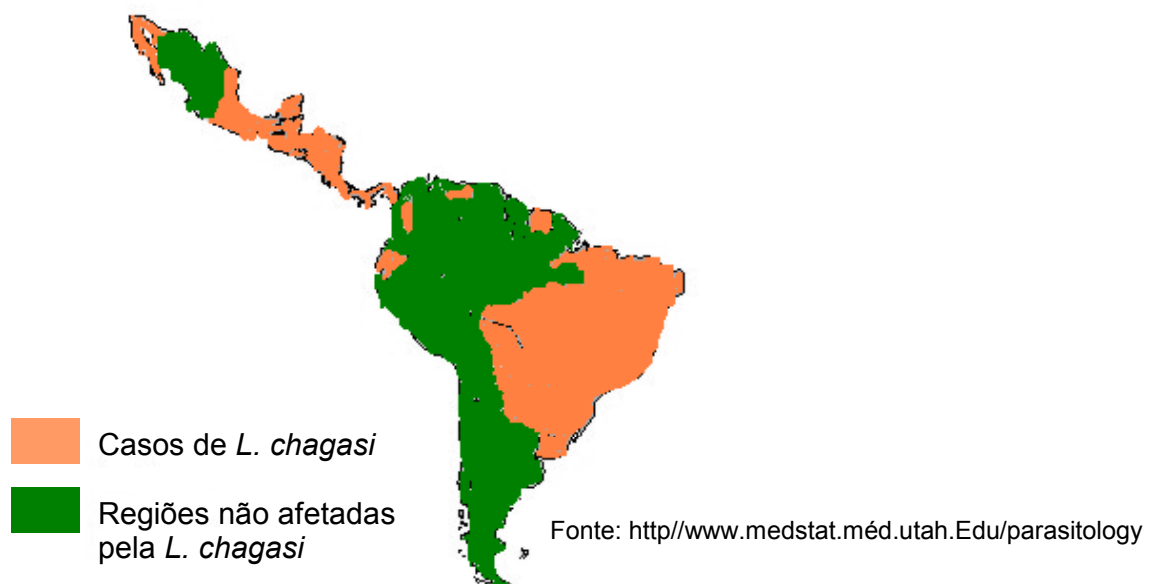 Casos de L. chagasi
Regiões não afetadas
pela L. chagasi
Fonte: http//www.medstat.méd.utah.Edu/parasitology